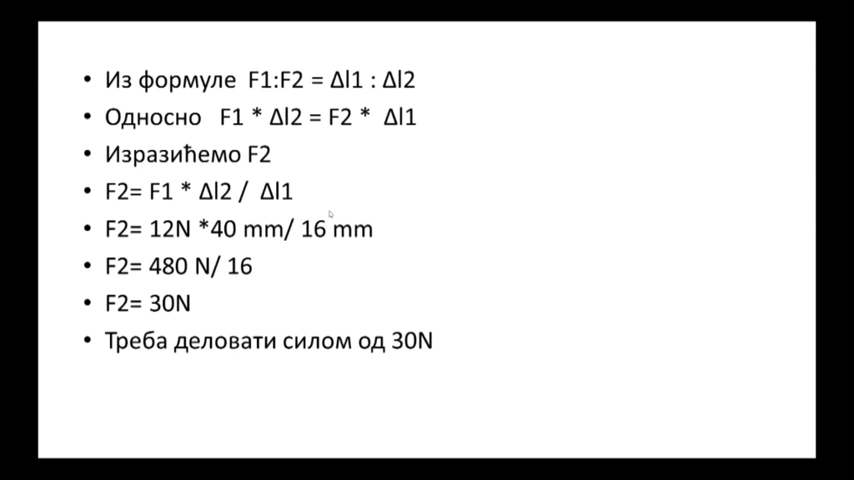 • Из формуле F1:F2 = Δl1 : Δl2
• Односно F1 * Δl2 = F2 * Δl1
• Изразићемо F2
• F2= F1 * Δl2 / Δl1
• F2= 12N *40 mm/ 16 mm
• F2= 480 N/ 16
• F2= 30N
• Треба деловати силом од 30N